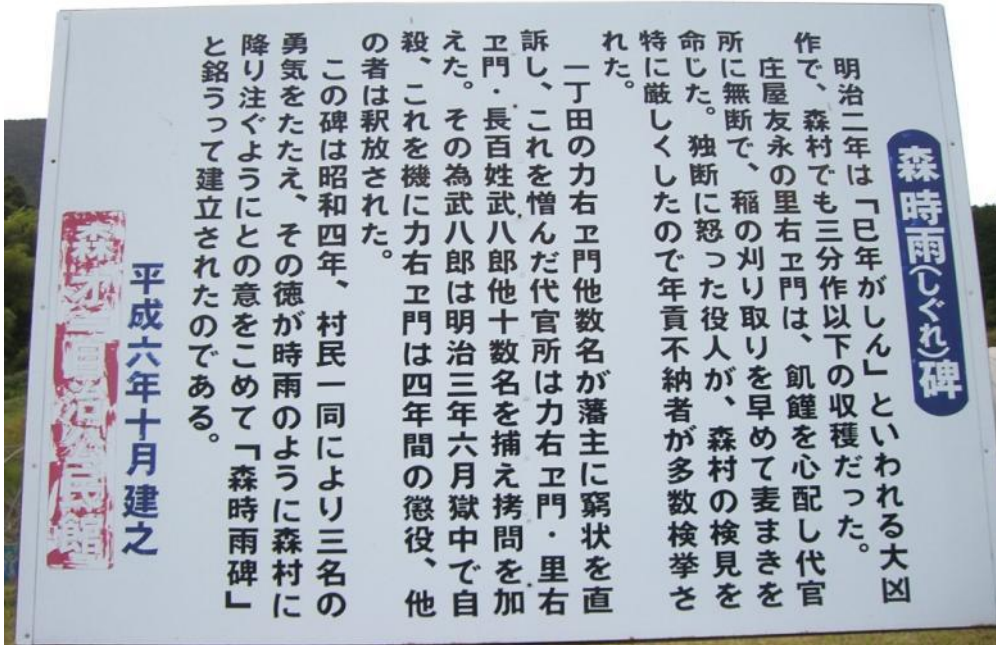 森時雨(しぐれ)碑
明治二年は「巳年がしん」といわれる大凶
作で、森村でも三分作以下の収穫だった。
庄屋友永の里右ヱ門は、飢饉を心配し代官
所に無断で、稲の刈り取りを早めて麦まきを
命じた。独断に怒った役人が、森村の検見を
特に厳しくしたので年貢不納者が多数検挙さ
れた。
一丁田の力右ヱ門他数名が藩主に窮状を直
訴し、これを憎んだ代官所は力右ヱ門・里右
ヱ門・長百姓武八郎他十数名を捕え拷問を加
えた。その為武八郎は明治三年六月獄中で自
殺、これを機に力右ヱ門は四年間の懲役、他
の者は釈放された。
この碑は昭和四年、村民一同により三名の
勇気をたたえ、その徳が時雨のように森村に
降り注ぐようにとの意をこめて「森時雨碑」
と銘うって建立されたのである。
平成六年十月建之
自治公民館